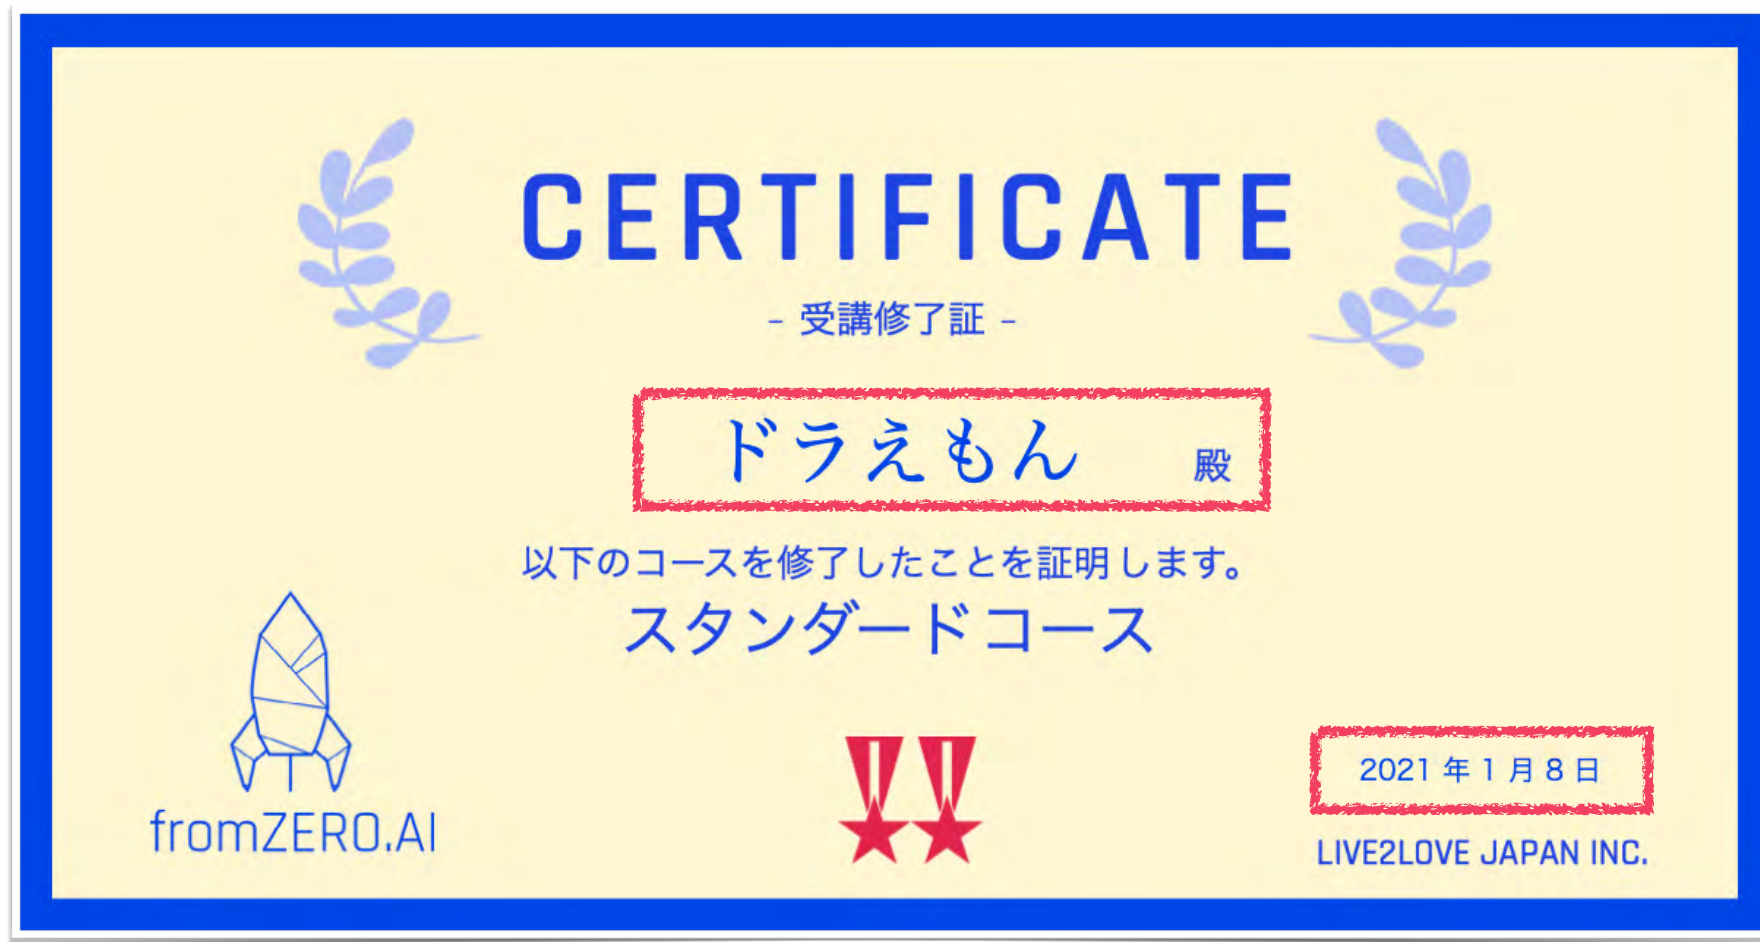 CERTIFICATE
- 受講修了証 -
ドラえもん 殿
以下のコースを修了したことを証明します。
スタンダードコース
fromZERO.AI
2021 年 1 月 8 日
LIVE2LOVE JAPAN INC.